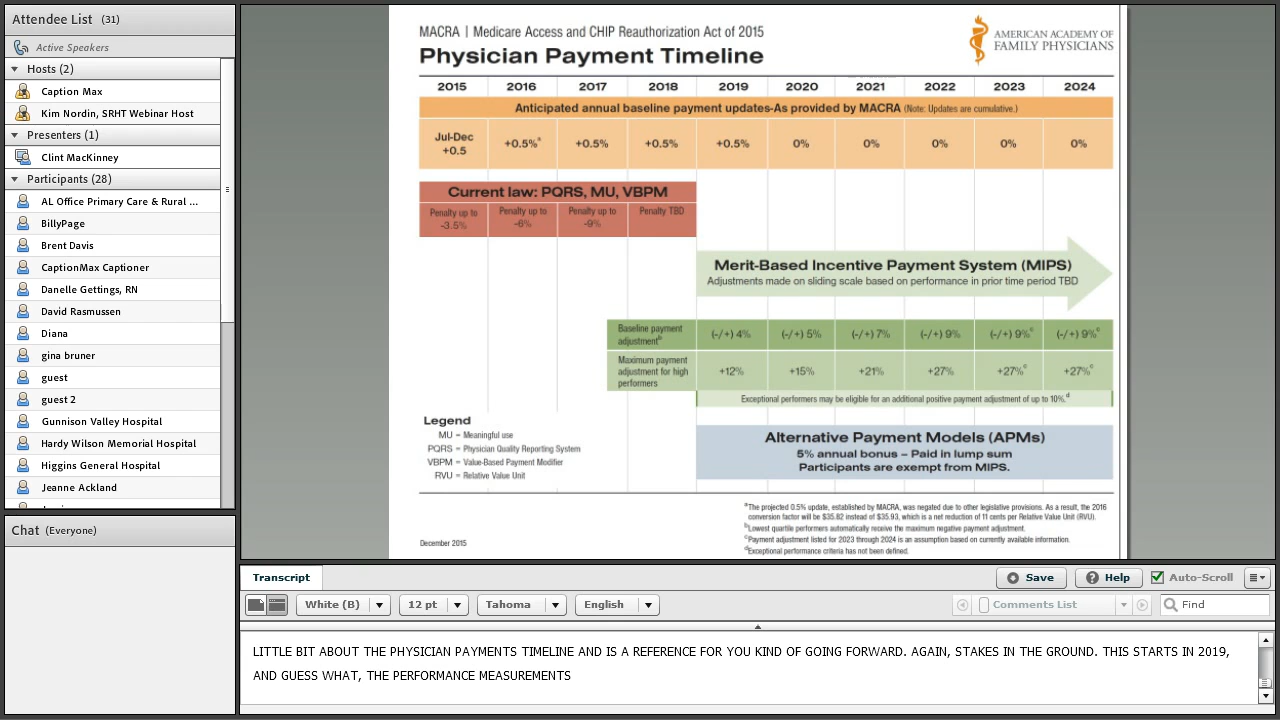 Attendee List (31)
Active Speakers
Hosts (2)
Caption Max
Kim Nordin, SRHT Webinar Host
Presenters (1)
Clint MacKinney
Participants (28)
AL Office Primary Care & Rural ...
BillyPage
Brent Davis
CaptionMax Captioner
Danelle Gettings, RN
David Rasmussen
Diana
gina bruner
guest
guest 2
Gunnison Valley Hospital
Hardy Wilson Memorial Hospital
Higgins General Hospital
Jeanne Ackland
Chat (Everyone)
MACRA | Medicare Access and CHIP Reauthorization Act of 2015
Physician Payment Timeline
AMERICAN ACADEMY OF
FAMILY PHYSICIANS
2015 2016 2017 2018 2019 2020 2021 2022 2023 2024
Anticipated annual baseline payment updates-As provided by MACRA (Note: Updates are cumulative.)
Jul-Dec
+0.5 +0.5%a +0.5% +0.5% +0.5% 0% 0% 0% 0% 0%
Current law: PQRS, MU, VBPM
Penalty up to Penalty up to Penalty up to Penalty TBD
-3.5% -6% -9%
Merit-Based Incentive Payment System (MIPS)
Adjustments made on sliding scale based on performance in prior time period TBD
Baseline payment
adjustmentb (-/+) 4% (-/+) 5% (-/+) 7% (-/+) 9% (-/+) 9%c (-/+) 9%c
Maximum payment
adjustment for high
performers +12% +15% +21% +27% +27%c +27%c
Exceptional performers may be eligible for an additional positive payment adjustment of up to 10%.d
Legend
MU = Meaningful use
PQRS = Physician Quality Reporting System
VBPM = Value-Based Payment Modifier
RVU = Relative Value Unit
Alternative Payment Models (APMs)
5% annual bonus – Paid in lump sum
Participants are exempt from MIPS.
aThe projected 0.5% update, established by MACRA, was negated due to other legislative provisions. As a result, the 2016
conversion factor will be $35.82 instead of $35.93, which is a net reduction of 11 cents per Relative Value Unit (RVU).
bLowest quartile performers automatically receive the maximum negative payment adjustment.
cPayment adjustment listed for 2023 through 2024 is an assumption based on currently available information.
dExceptional performance criteria has not been defined.
December 2015
Transcript
Save Help Auto-Scroll
White (B) 12 pt Tahoma English Comments List Find
LITTLE BIT ABOUT THE PHYSICIAN PAYMENTS TIMELINE AND IS A REFERENCE FOR YOU KIND OF GOING FORWARD. AGAIN, STAKES IN THE GROUND. THIS STARTS IN 2019,
AND GUESS WHAT, THE PERFORMANCE MEASUREMENTS